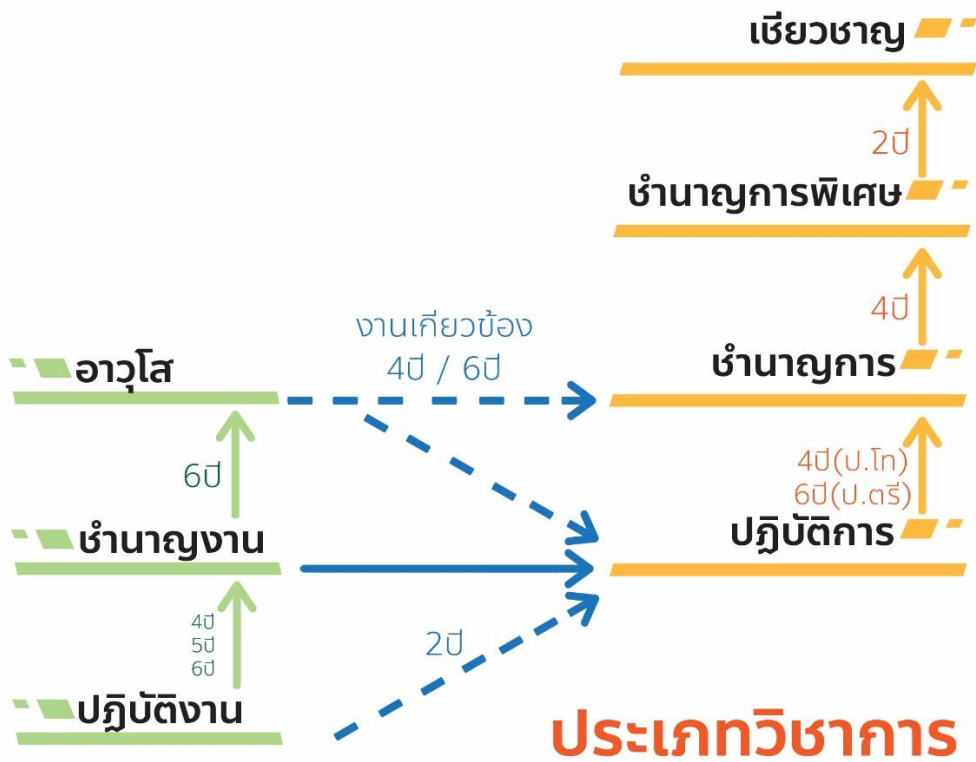 เชียวชาญ
2ปี
ชำนาญการพิเศษ
4ปี
งานเกียวข้อง
4ปี / 6ปี
อาวุโส
ชำนาญการ
6ปี
4ปี(ป.โท)
6ปี(ป.ตรี)
ชำนาญงาน
ปฏิบัติการ
4ปี
5ปี
6ปี
2ปี
ปฏิบัติงาน
ประเภทวิชาการ